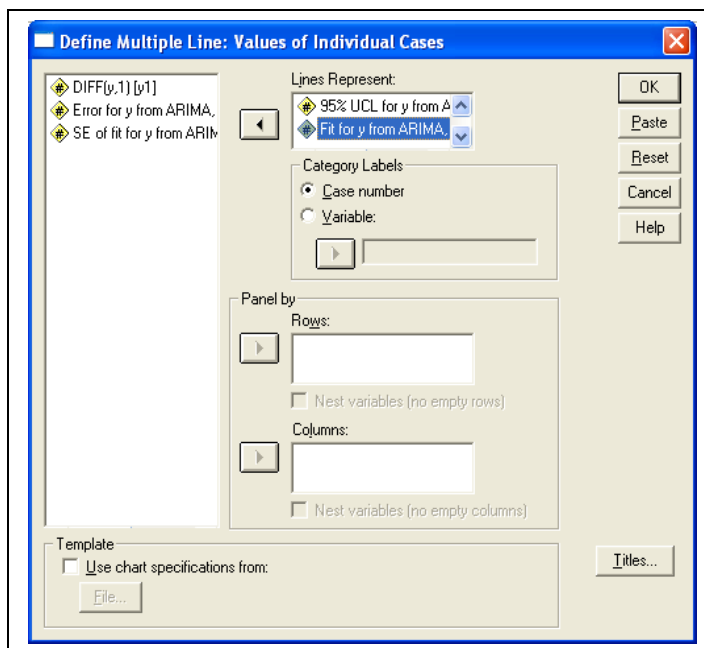 Define Multiple Line: Values of Individual Cases
DIFF(y,1) [y1]
Error for y from ARIMA,
SE of fit for y from ARIM
Lines Represent:
95% UCL for y from A
Fit for y from ARIMA,
Category Labels
Case number
Variable:
Panel by
Rows:
Nest variables (no empty rows)
Columns:
Nest variables (no empty columns)
Template
Use chart specifications from:
File...
OK
Paste
Reset
Cancel
Help
Titles...